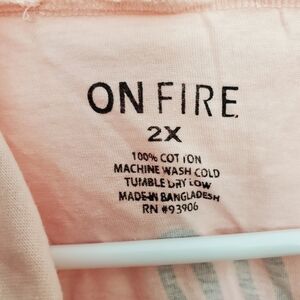 ON FIRE
2X
100% COTTON
MACHINE WASH COLD
TUMBLE DRY LOW
MADE IN BANGLADESH
RN #93906